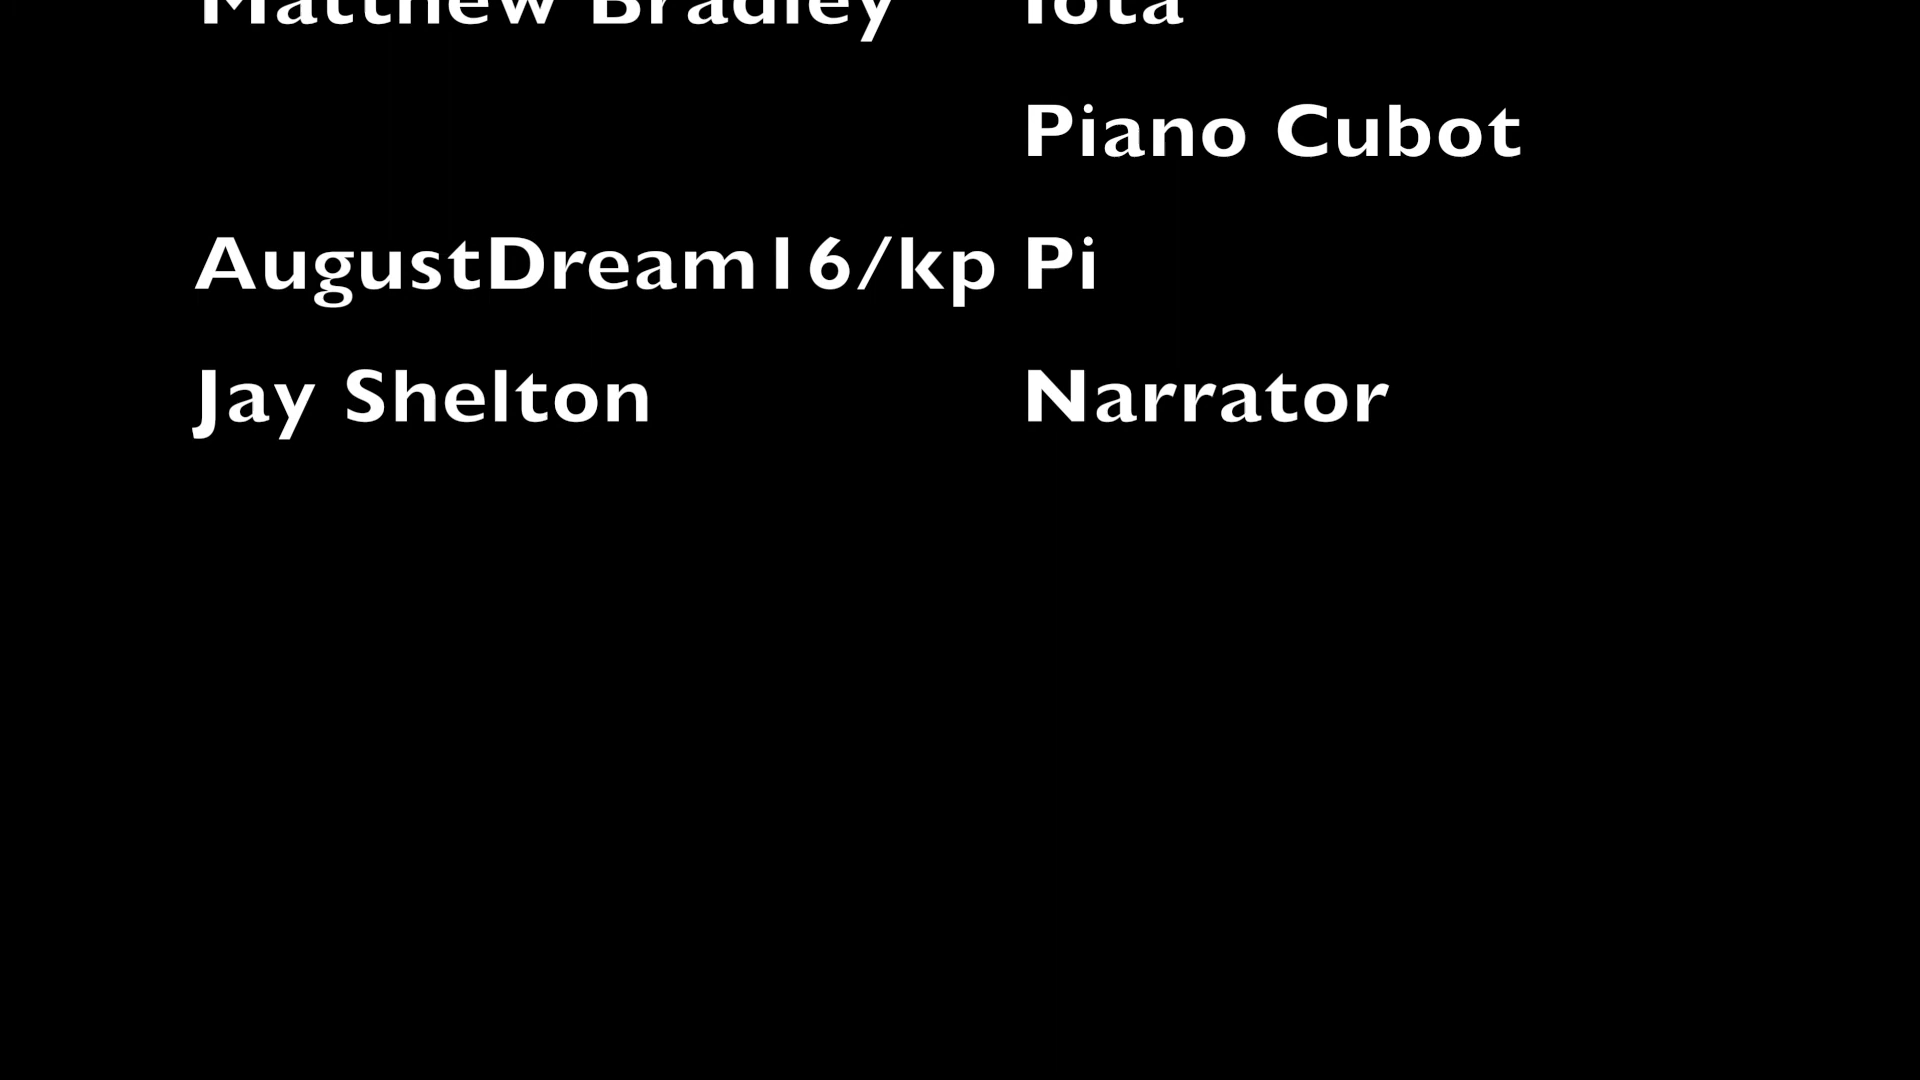 Matthew Bradley Iota
Piano Cubot
AugustDream16/kp Pi
Jay Shelton Narrator